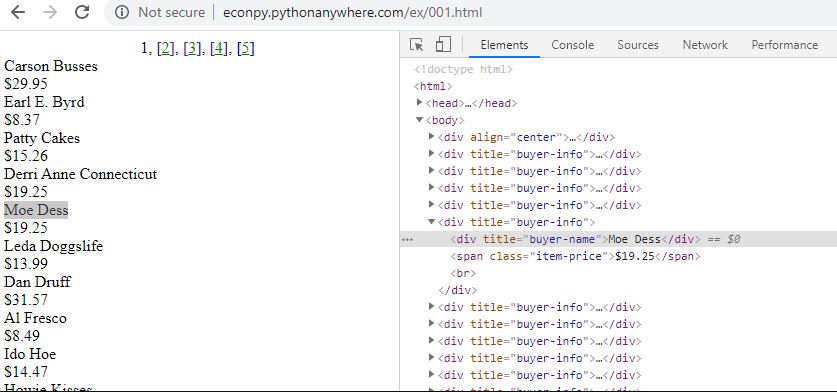 Not secure | econpy.pythonanywhere.com/ex/001.html
1, [2], [3], [4], [5]
Carson Busses
$29.95
Earl E. Byrd
$8.37
Patty Cakes
$15.26
Derri Anne Connecticut
$19.25
Moe Dess
$19.25
Leda Doggslife
$13.99
Dan Druff
$31.57
Al Fresco
$8.49
Ido Hoe
$14.47
Howie Kisses
Elements Console Sources Network Performance
<!doctype html>
<html>
<head>…</head>
<body>
<div align="center">…</div>
<div title="buyer-info">…</div>
<div title="buyer-info">…</div>
<div title="buyer-info">…</div>
<div title="buyer-info">…</div>
<div title="buyer-info">
<div title="buyer-name">Moe Dess</div> == $0
<span class="item-price">$19.25</span>
<br>
</div>
<div title="buyer-info">…</div>
<div title="buyer-info">…</div>
<div title="buyer-info">…</div>
<div title="buyer-info">…</div>
<div title="buyer-info">…</div>